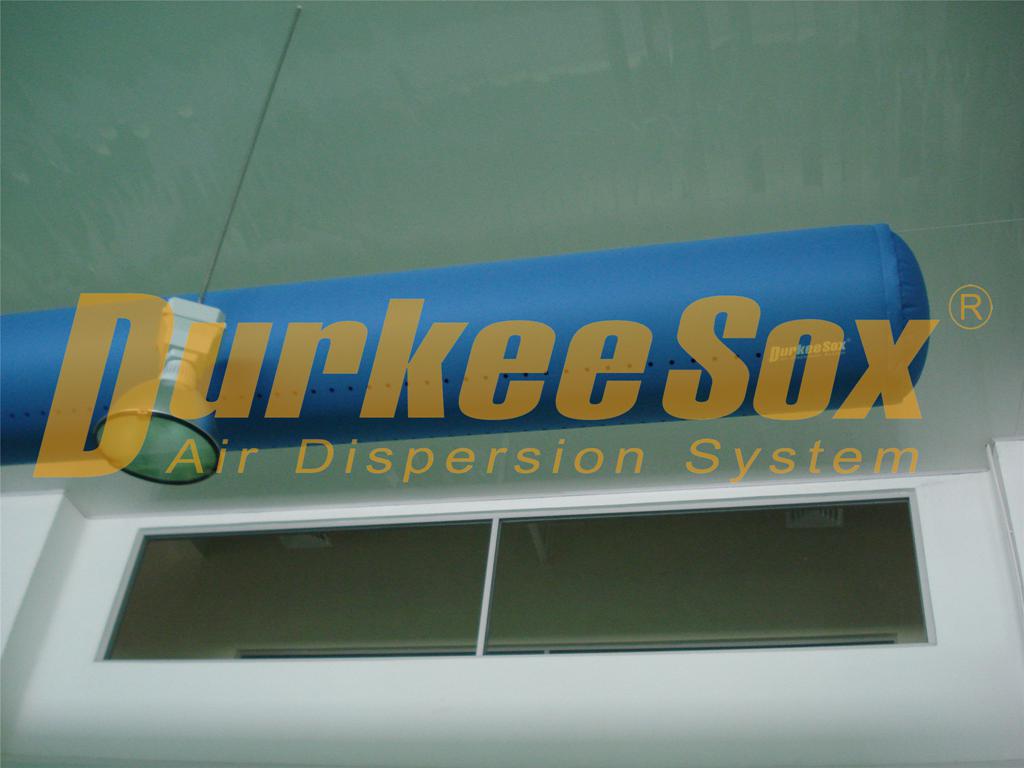 DurkeeSox®
Air Dispersion System
DurkeeSox